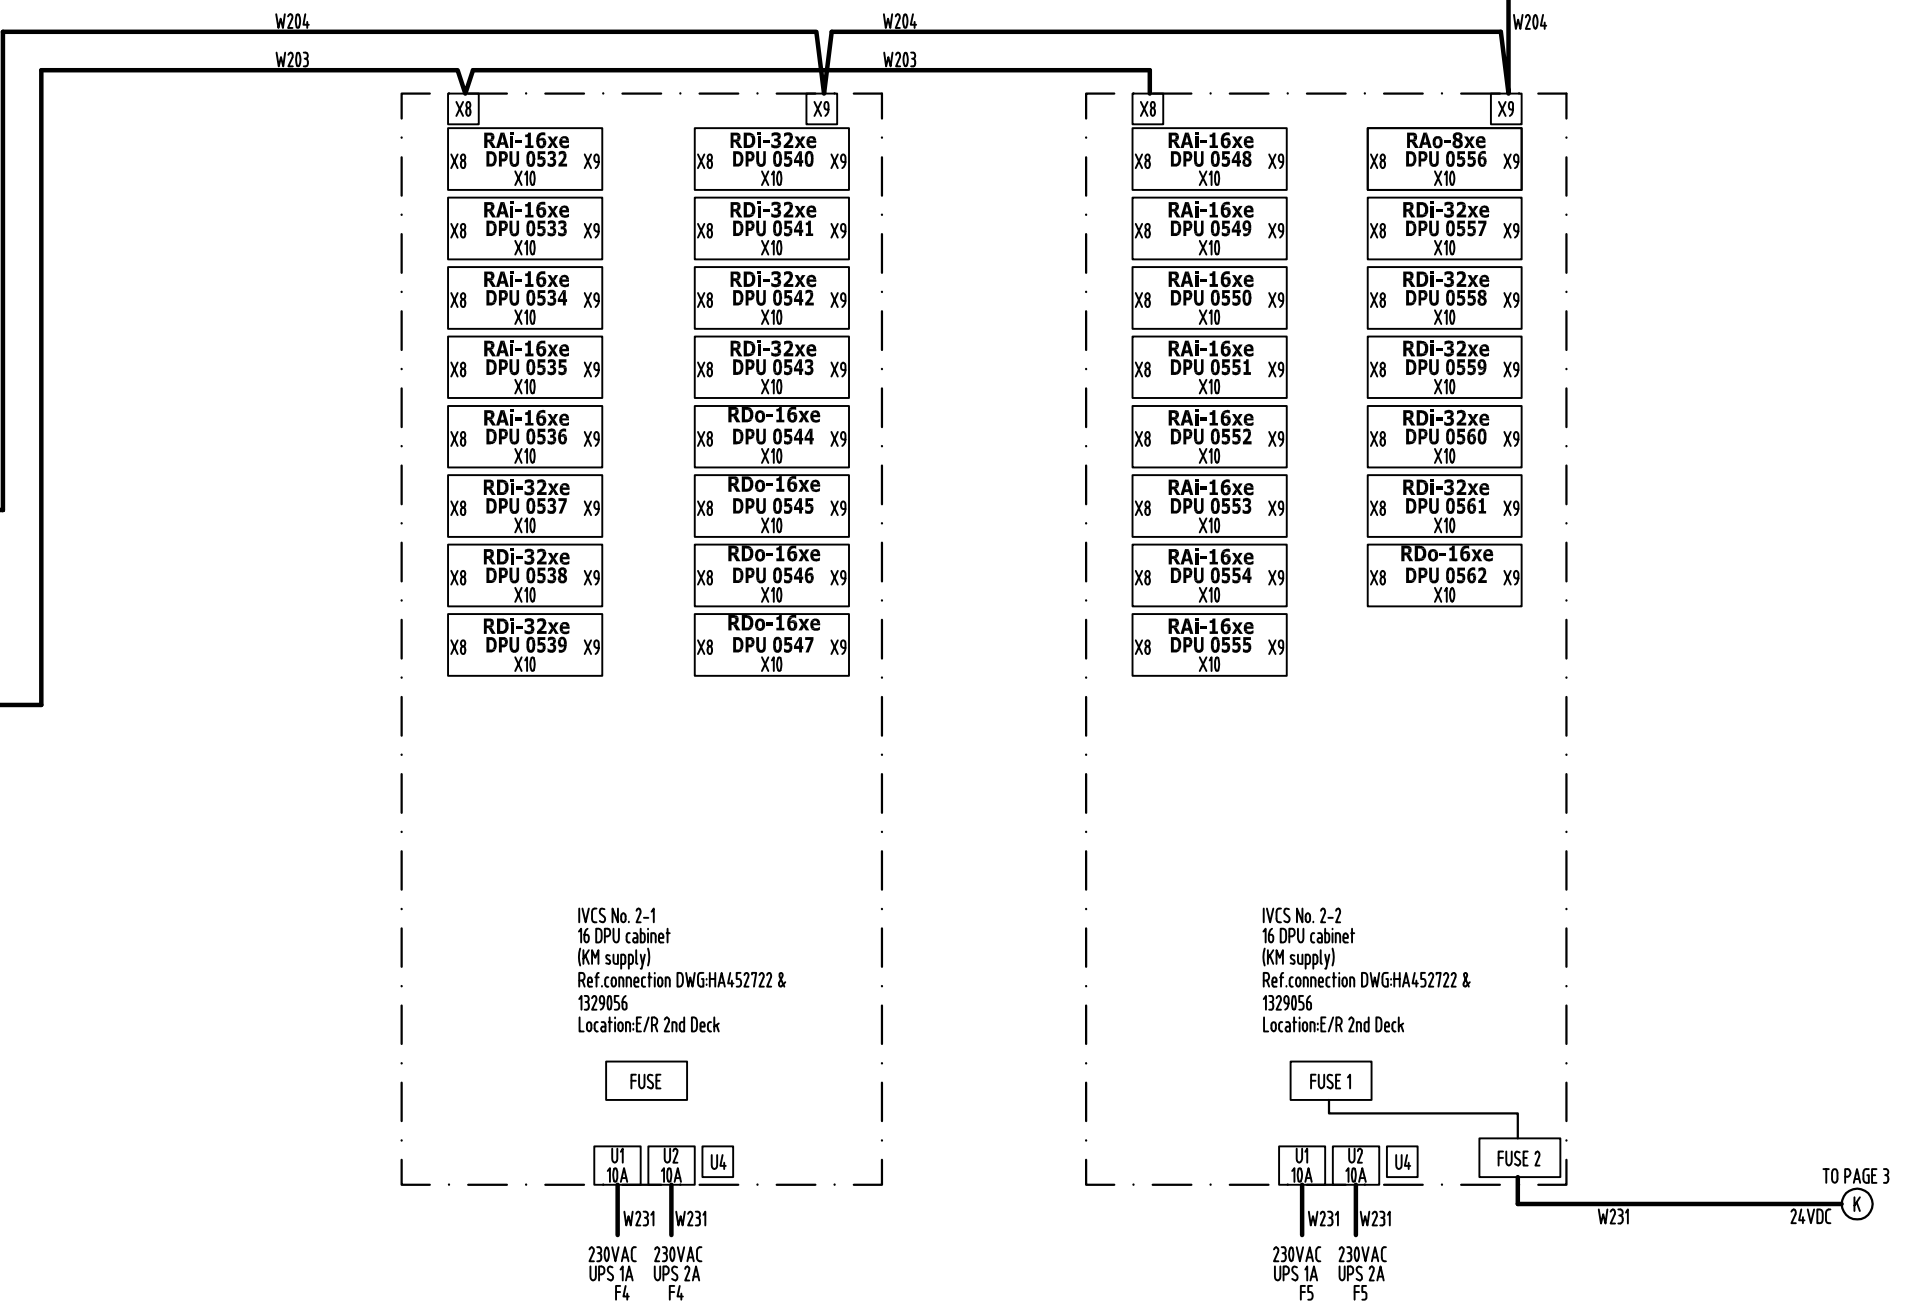 W204
W204
W204
W203
W203
X8
X9
X8
X9
RAi-16xe
X8 DPU 0532 X9
X10
RDi-32xe
X8 DPU 0540 X9
X10
RAi-16xe
X8 DPU 0548 X9
X10
RAo-8xe
X8 DPU 0556 X9
X10
RAi-16xe
X8 DPU 0533 X9
X10
RDi-32xe
X8 DPU 0541 X9
X10
RAi-16xe
X8 DPU 0549 X9
X10
RDi-32xe
X8 DPU 0557 X9
X10
RAi-16xe
X8 DPU 0534 X9
X10
RDi-32xe
X8 DPU 0542 X9
X10
RAi-16xe
X8 DPU 0550 X9
X10
RDi-32xe
X8 DPU 0558 X9
X10
RAi-16xe
X8 DPU 0535 X9
X10
RDi-32xe
X8 DPU 0543 X9
X10
RAi-16xe
X8 DPU 0551 X9
X10
RDi-32xe
X8 DPU 0559 X9
X10
RAi-16xe
X8 DPU 0536 X9
X10
RDo-16xe
X8 DPU 0544 X9
X10
RAi-16xe
X8 DPU 0552 X9
X10
RDi-32xe
X8 DPU 0560 X9
X10
RDi-32xe
X8 DPU 0537 X9
X10
RDo-16xe
X8 DPU 0545 X9
X10
RAi-16xe
X8 DPU 0553 X9
X10
RDi-32xe
X8 DPU 0561 X9
X10
RDi-32xe
X8 DPU 0538 X9
X10
RDo-16xe
X8 DPU 0546 X9
X10
RAi-16xe
X8 DPU 0554 X9
X10
RDo-16xe
X8 DPU 0562 X9
X10
RDi-32xe
X8 DPU 0539 X9
X10
RDo-16xe
X8 DPU 0547 X9
X10
RAi-16xe
X8 DPU 0555 X9
X10
IVCS No. 2-1
16 DPU cabinet
(KM supply)
Ref.connection DWG:HA452722 &
1329056
Location:E/R 2nd Deck
IVCS No. 2-2
16 DPU cabinet
(KM supply)
Ref.connection DWG:HA452722 &
1329056
Location:E/R 2nd Deck
FUSE
FUSE 1
FUSE 2
U1
10A
U2
10A
U4
U1
10A
U2
10A
U4
W231
W231
W231
W231
W231
TO PAGE 3
24VDC
K
230VAC
UPS 1A
F4
230VAC
UPS 2A
F4
230VAC
UPS 1A
F5
230VAC
UPS 2A
F5